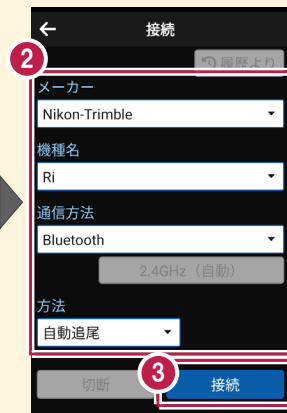 接続
2
履歴より
メーカー
Nikon-Trimble
機種名
Ri
通信方法
Bluetooth
2.4GHz（自動）
方法
自動追尾
3
切断
接続